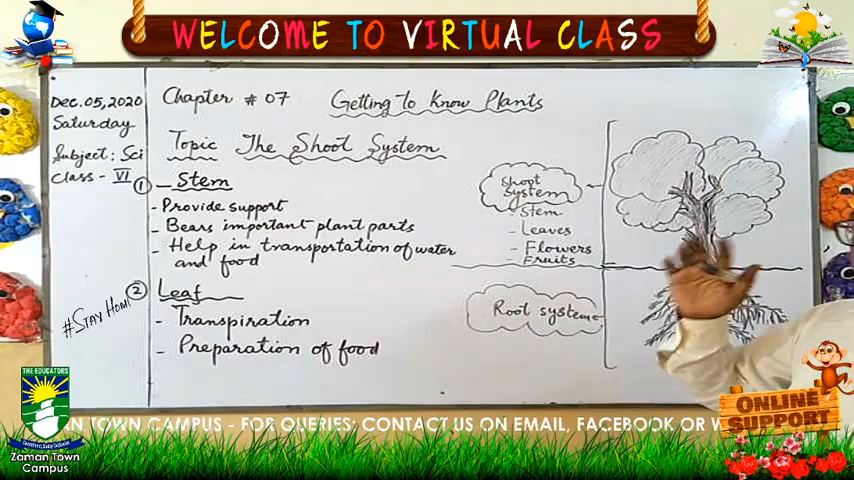 WELCOME TO VIRTUAL CLASS
Dec. 05, 2020
Saturday
Subject: Sci
Class - VI
Chapter # 07 Getting To Know Plants
Topic The Shoot System
① - Stem
- Provide support
- Bears important plant parts
- Help in transportation of water
and food
② Leaf
- Transpiration
- Preparation of food
#STAY HOM
Shoot
System
- Stem
- Leaves
- Flowers
- Fruits
Root system
THE EDUCATORS
Zaman Town
Campus
N TOWN CAMPUS - FOR QUERIES: CONTACT US ON EMAIL, FACEBOOK OR W
ONLINE
SUPPORT